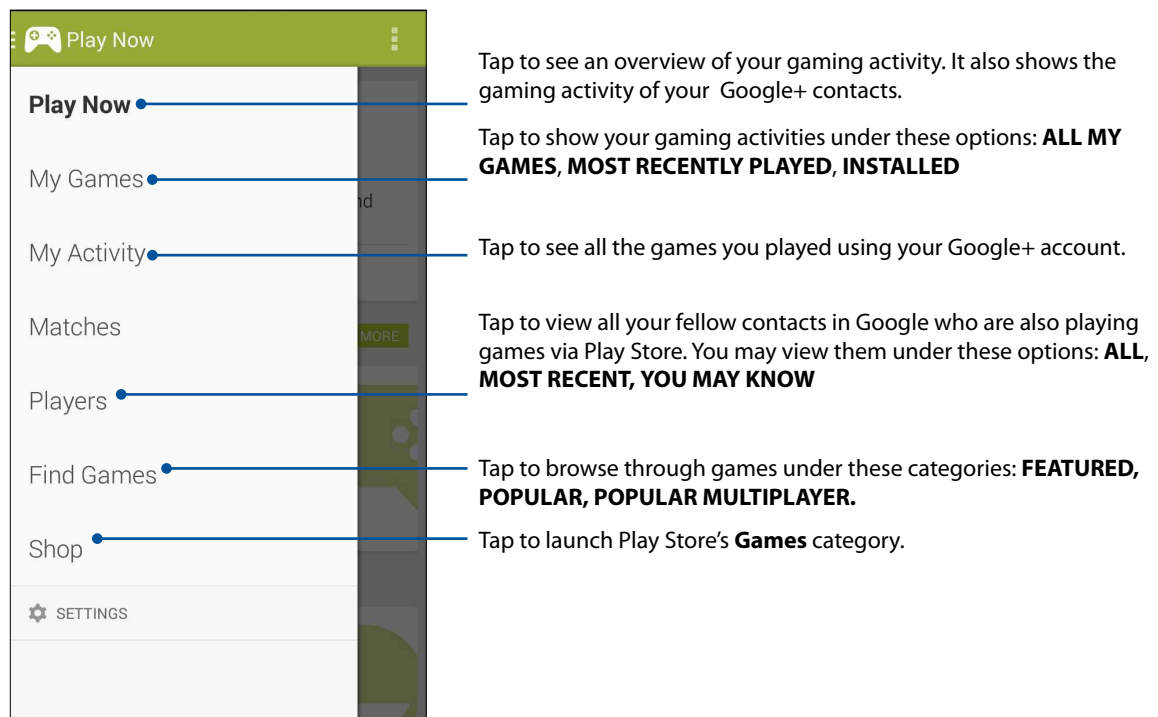 Play Now
Play Now
My Games
My Activity
Matches
Players
Find Games
Shop
SETTINGS
nd
MORE
Tap to see an overview of your gaming activity. It also shows the
gaming activity of your  Google+ contacts.
Tap to show your gaming activities under these options: ALL MY
GAMES, MOST RECENTLY PLAYED, INSTALLED
Tap to see all the games you played using your Google+ account.
Tap to view all your fellow contacts in Google who are also playing
games via Play Store. You may view them under these options: ALL,
MOST RECENT, YOU MAY KNOW
Tap to browse through games under these categories: FEATURED,
POPULAR, POPULAR MULTIPLAYER.
Tap to launch Play Store’s Games category.